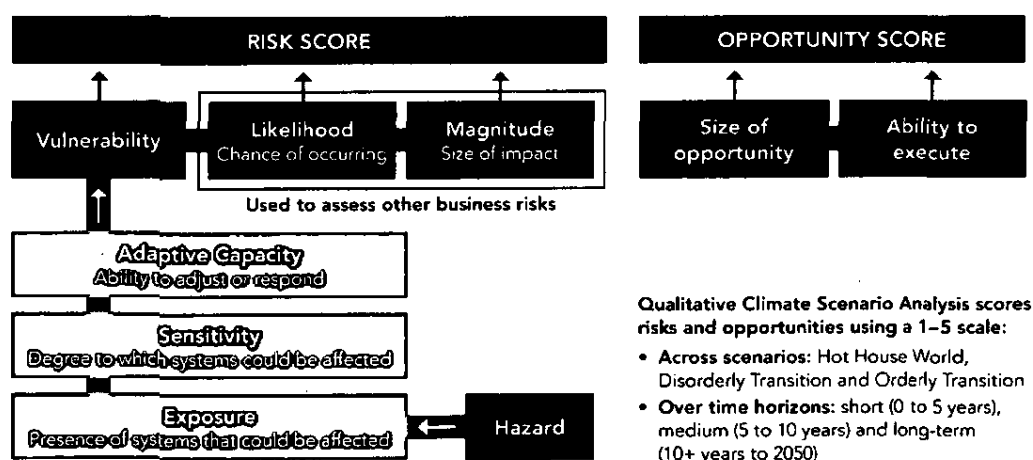 RISK SCORE
OPPORTUNITY SCORE
Vulnerability
Likelihood
Chance of occurring
Magnitude
Size of impact
Size of
opportunity
Ability to
execute
Used to assess other business risks
Adaptive Capacity
Ability to adjust or respond
Sensitivity
Degree to which systems could be affected
Exposure
Presence of systems that could be affected
Hazard
Qualitative Climate Scenario Analysis scores
risks and opportunities using a 1–5 scale:
• Across scenarios: Hot House World,
Disorderly Transition and Orderly Transition
• Over time horizons: short (0 to 5 years),
medium (5 to 10 years) and long-term
(10+ years to 2050)